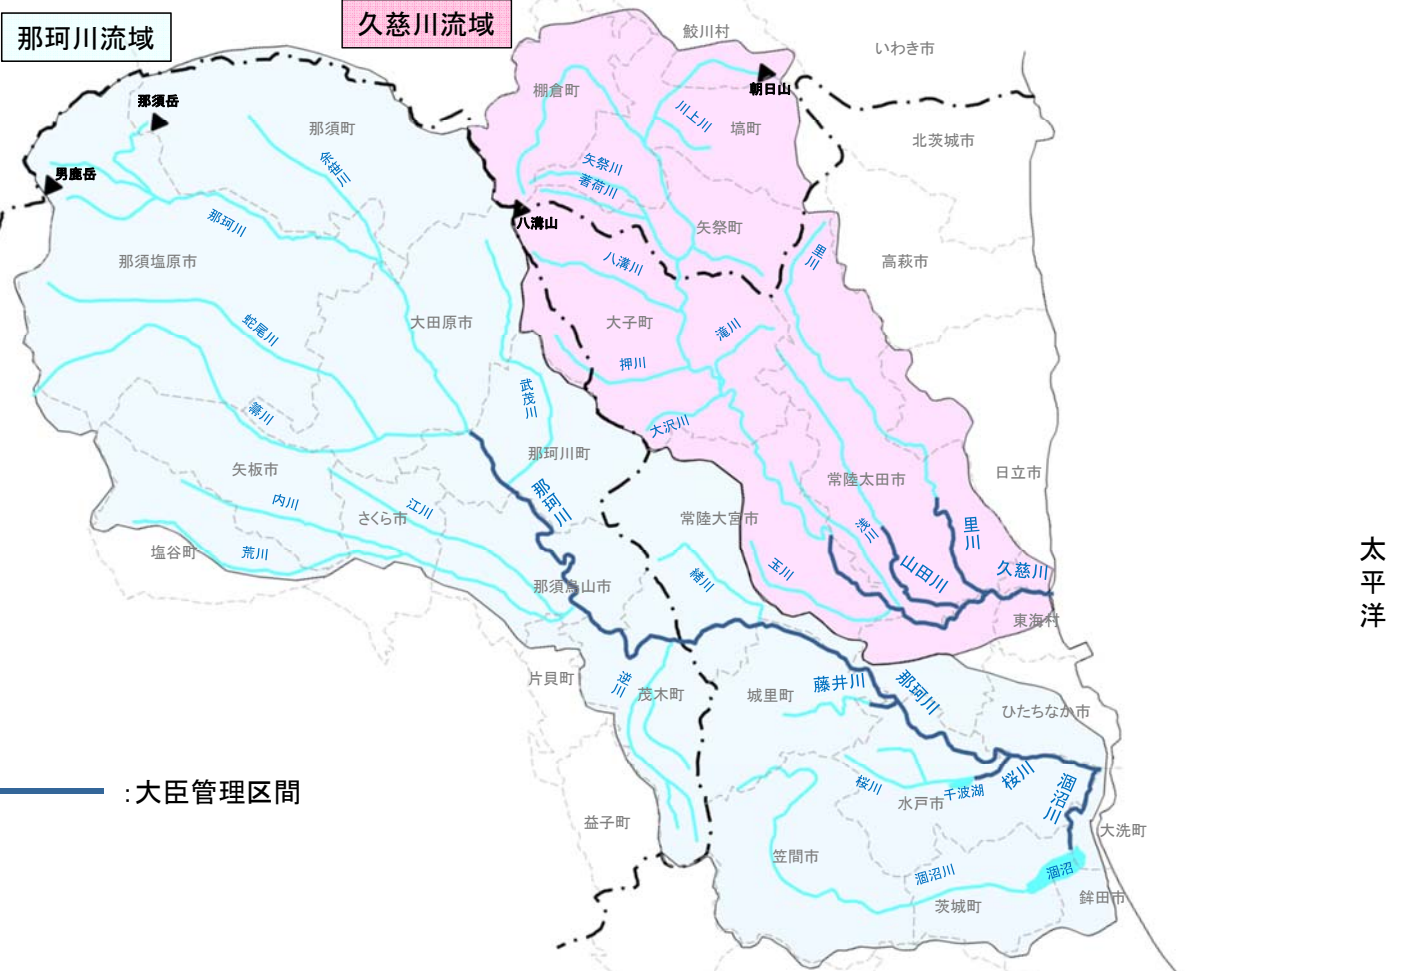 那珂川流域
久慈川流域
鮫川村
いわき市
那須岳
棚倉町
朝日山
川上川
塙町
那須町
北茨城市
余笹川
男鹿岳
矢祭川
著荷川
那珂川
八溝山
矢祭町
里川
那須塩原市
八溝川
高萩市
大田原市
大子町
滝川
蛇尾川
押川
武茂川
箒川
大沢川
那珂川町
矢板市
常陸太田市
日立市
内川
江川
さくら市
那珂川
常陸大宮市
浅川
里川
塩谷町
荒川
山田川
久慈川
太平洋
那須烏山市
緒川
玉川
東海村
片貝町
逆川
茂木町
城里町
藤井川
那珂川
ひたちなか市
:大臣管理区間
桜川
千波湖
桜川
涸沼川
水戸市
益子町
大洗町
笠間市
涸沼川
涸沼
茨城町
鉾田市